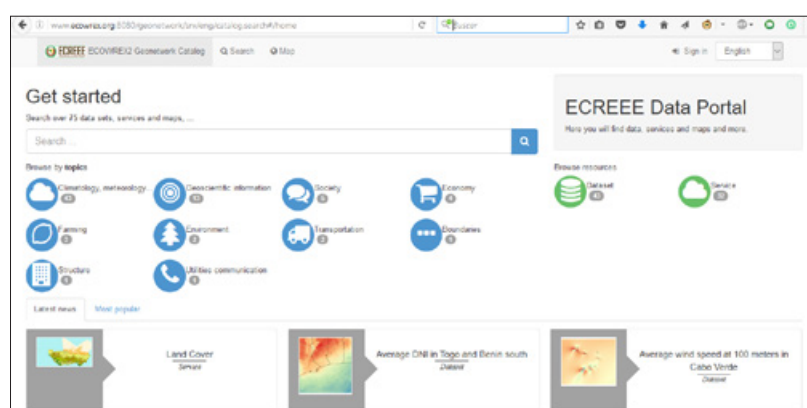 www.ecowrex.org:8080/geonetwork/srv/eng/catalog.search#/home
Buscar
ECREEE ECOWREX2 Geonetwork Catalog
Search
Map
Sign in
English
Get started
Search over 85 data sets, services and maps, ...
Search ...
ECREEE Data Portal
Here you will find data, services and maps and more.
Browse by topics
Climatology, meteorology...
Geoscientific information
Society
Economy
Farming
Environment
Transportation
Boundaries
Structure
Utilities communication
Browse resources
Dataset
Service
Latest news
Most popular
Land Cover
Service
Average DNI in Togo and Benin south
Dataset
Average wind speed at 100 meters in
Cabo Verde
Dataset